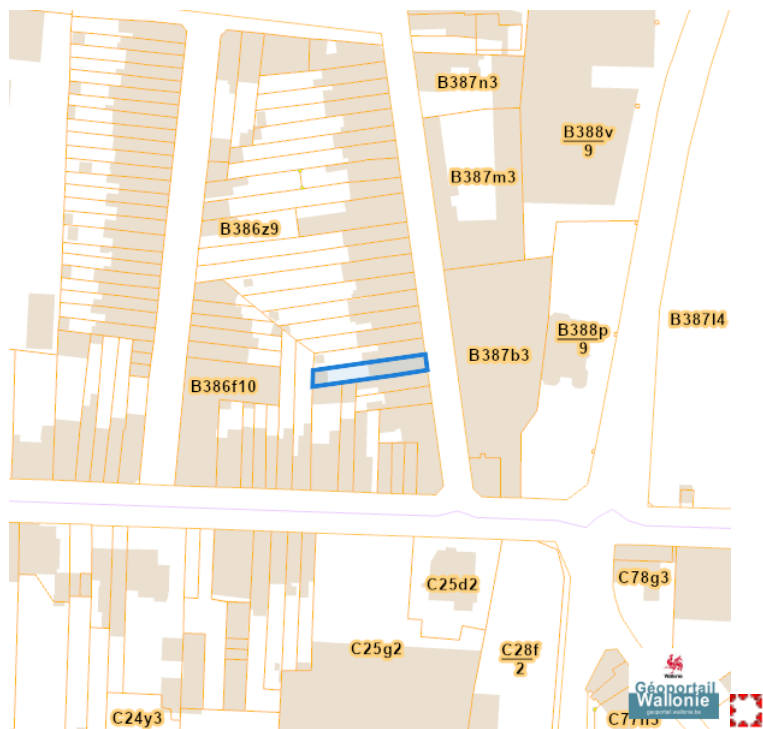 B387n3
B388v
9
B387m3
B386z9
B387l4
B388p
9
B387b3
B386f10
C78g3
C25d2
C25g2
C28f
2
Wallonie
Géoportail
Wallonie
geoportail.wallonie.be
C24y3